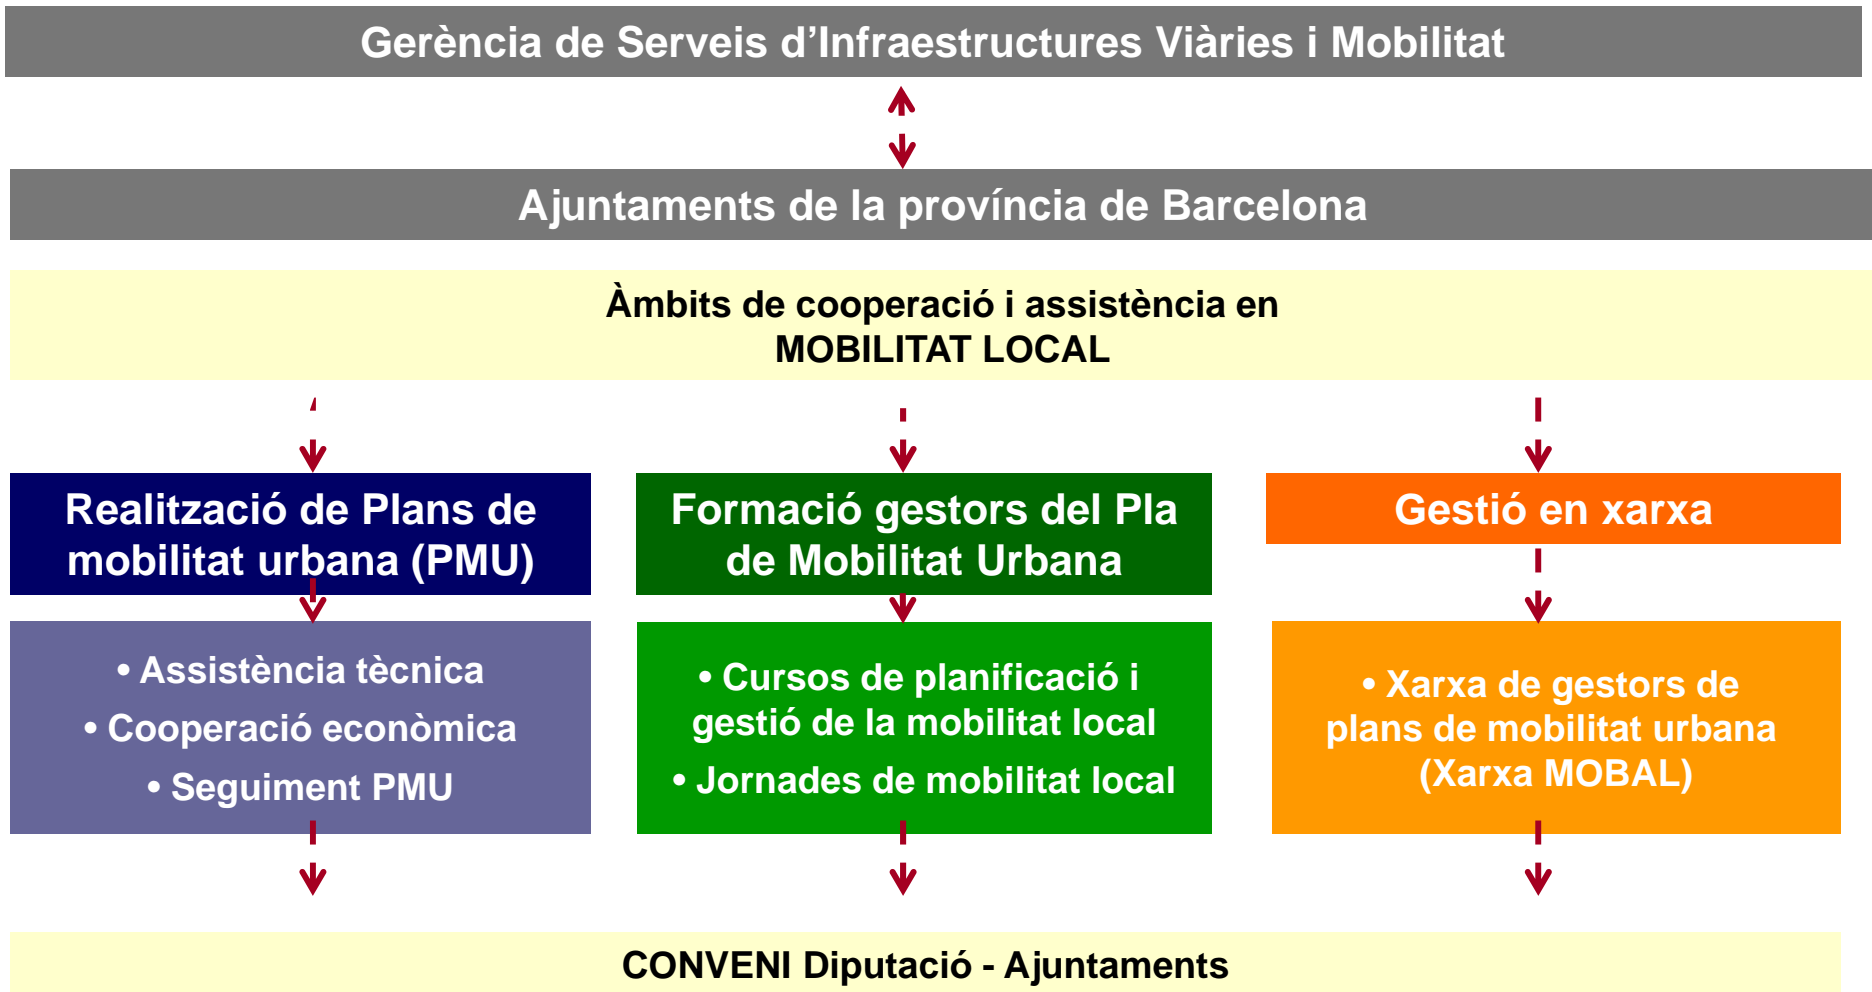 Gerència de Serveis d’Infraestructures Viàries i Mobilitat
Ajuntaments de la província de Barcelona
Àmbits de cooperació i assistència en
MOBILITAT LOCAL
Realització de Plans de
mobilitat urbana (PMU)
• Assistència tècnica
• Cooperació econòmica
• Seguiment PMU
Formació gestors del Pla
de Mobilitat Urbana
• Cursos de planificació i
gestió de la mobilitat local
• Jornades de mobilitat local
Gestió en xarxa
• Xarxa de gestors de
plans de mobilitat urbana
(Xarxa MOBAL)
CONVENI Diputació - Ajuntaments